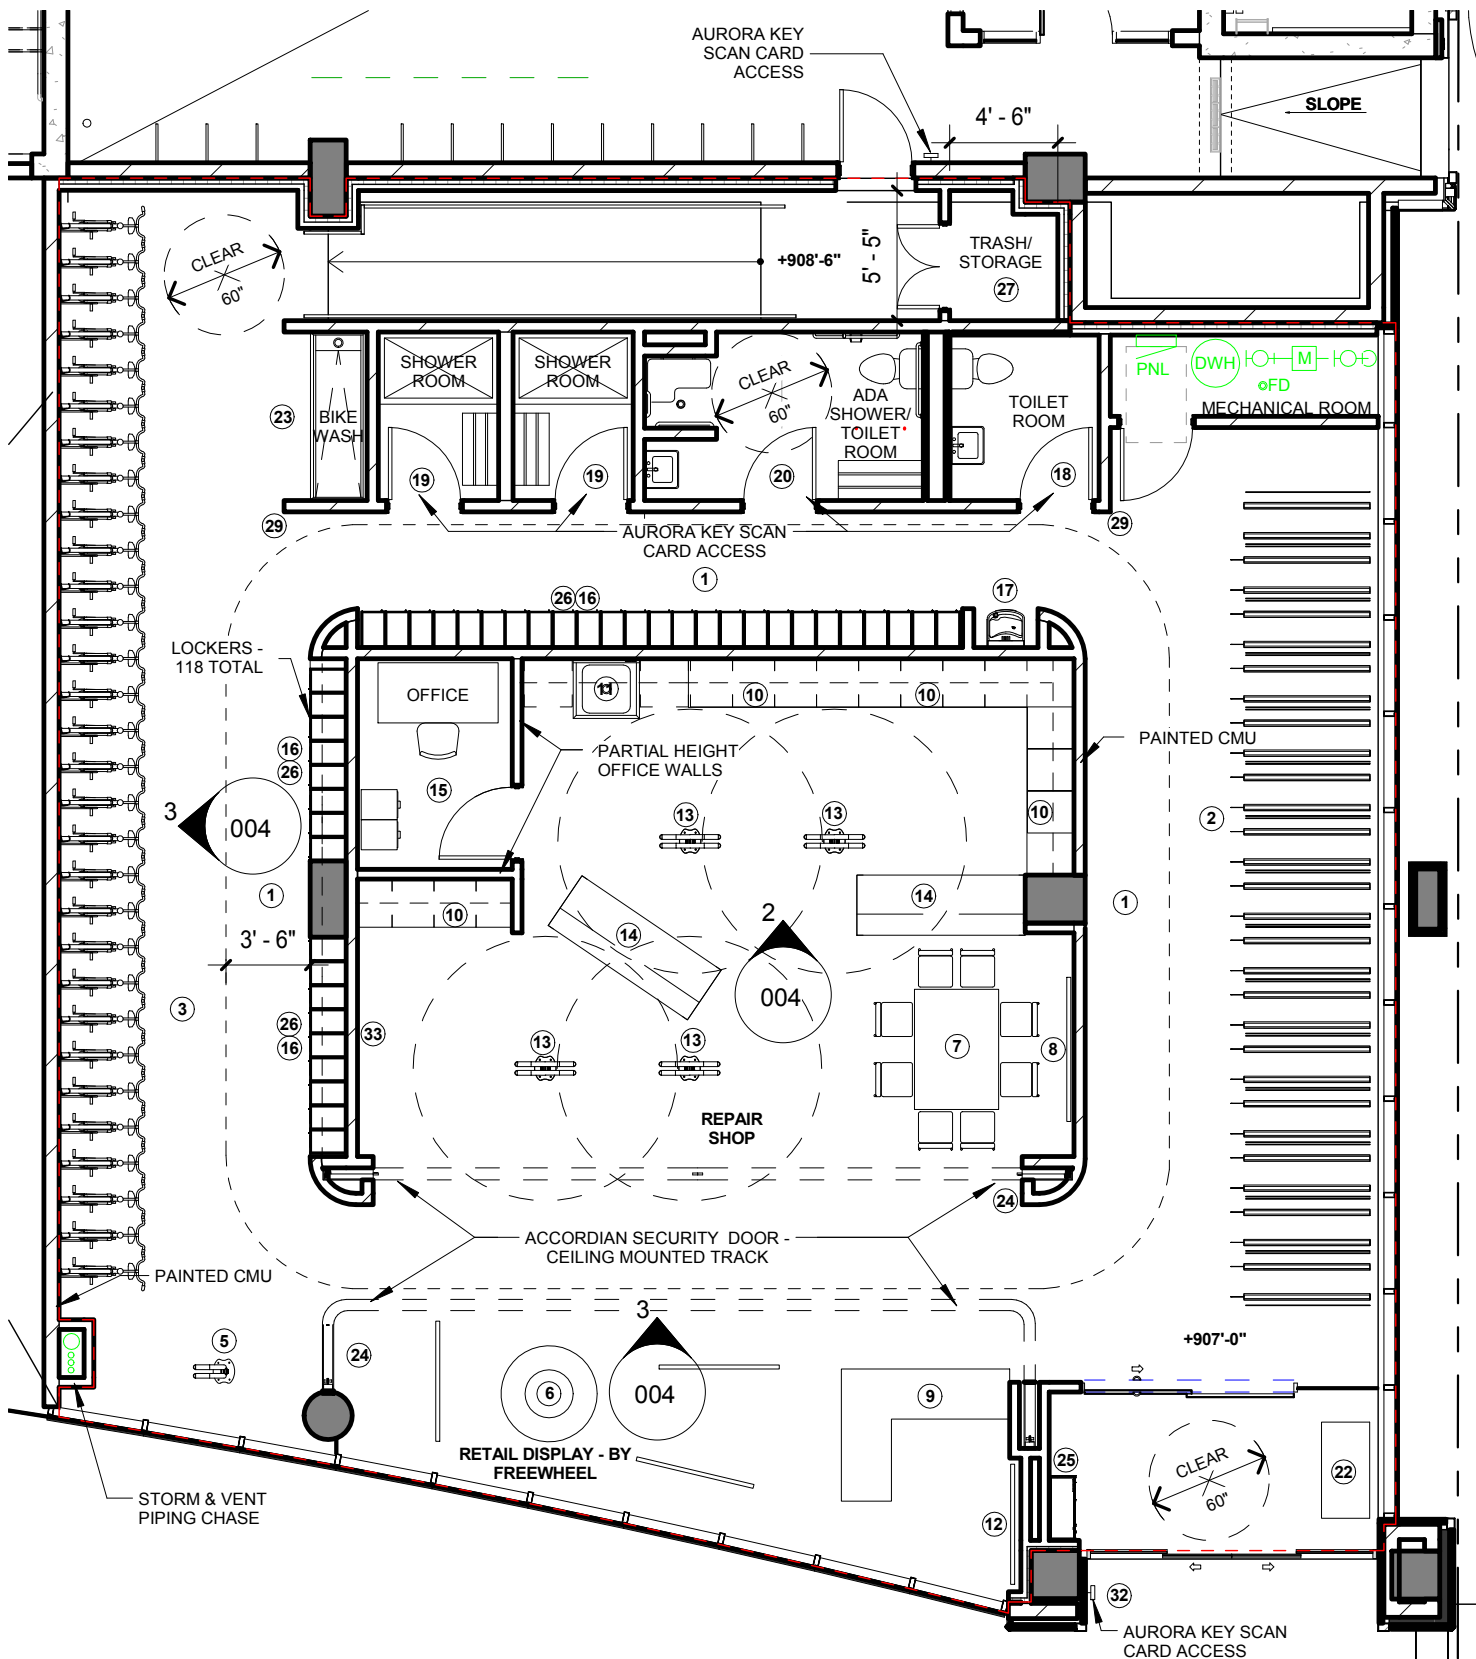 AURORA KEY
SCAN CARD
ACCESS
4' - 6"
SLOPE
CLEAR
60"
+908'-6"
5' - 5"
TRASH/
STORAGE
27
SHOWER
ROOM
SHOWER
ROOM
CLEAR
60"
ADA
SHOWER/
TOILET
ROOM
TOILET
ROOM
PNL
DWH
M
FD
MECHANICAL ROOM
23
BIKE
WASH
19
19
20
18
29
29
AURORA KEY SCAN
CARD ACCESS
1
26
16
17
LOCKERS -
118 TOTAL
OFFICE
11
10
10
PARTIAL HEIGHT
OFFICE WALLS
PAINTED CMU
16
26
15
10
3
004
13
13
2
1
10
14
14
1
2
004
3' - 6"
3
26
16
33
13
13
7
8
REPAIR
SHOP
24
ACCORDIAN SECURITY DOOR -
CEILING MOUNTED TRACK
PAINTED CMU
5
24
3
004
6
9
+907'-0"
RETAIL DISPLAY - BY
FREEWHEEL
25
CLEAR
60"
22
STORM & VENT
PIPING CHASE
12
32
AURORA KEY SCAN
CARD ACCESS